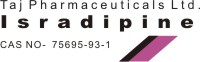 Taj Pharmaceuticals Ltd.
Isradipine
CAS NO- 75695-93-1